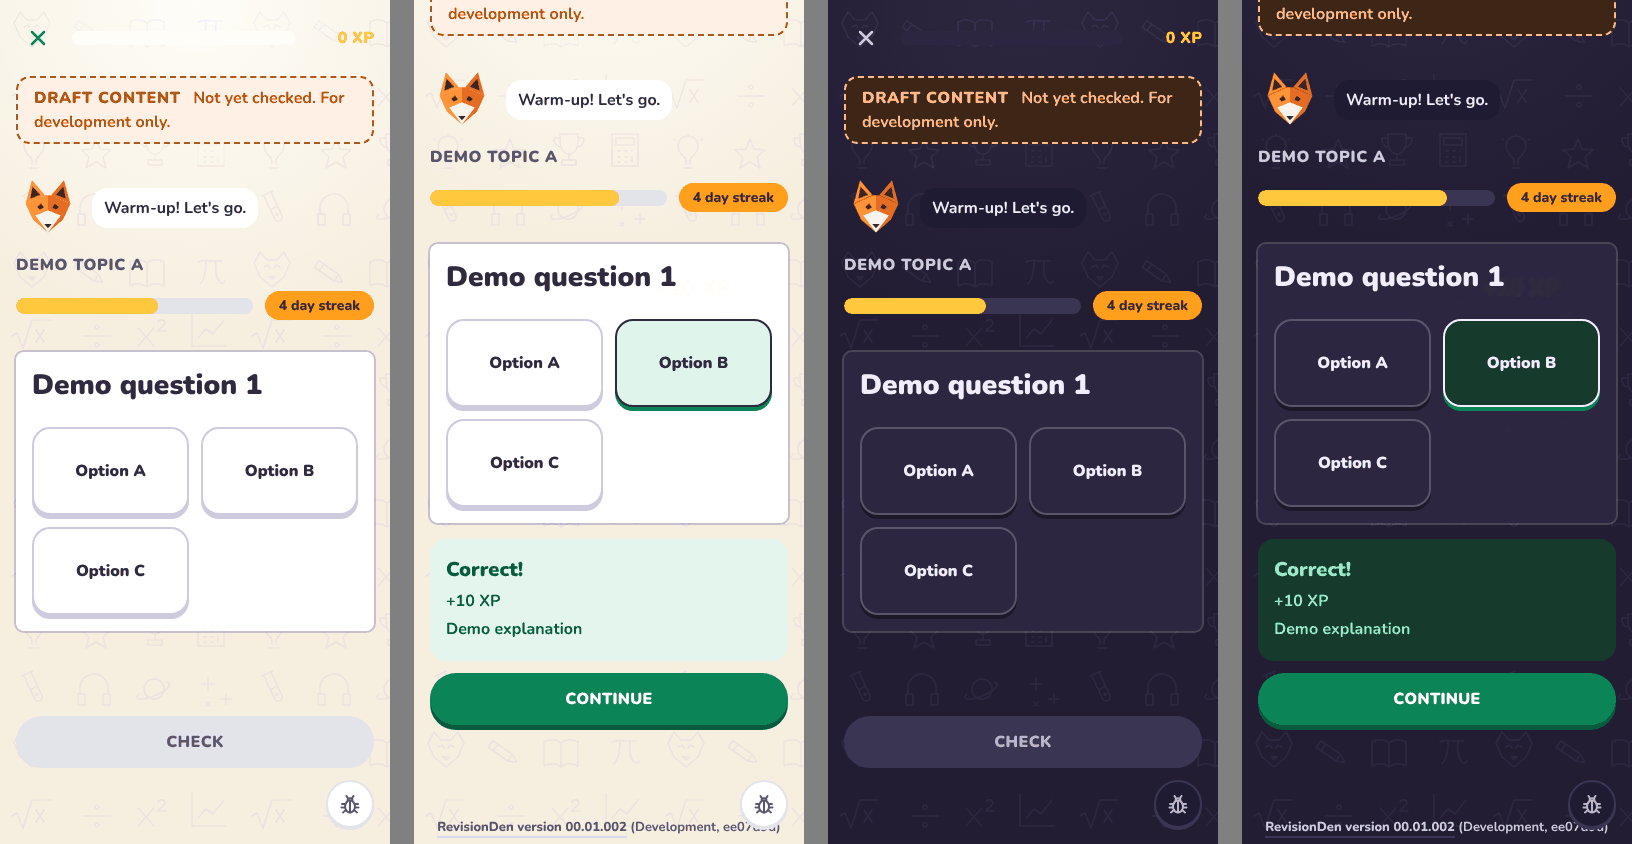 0 XP
DRAFT CONTENT Not yet checked. For
development only.
Warm-up! Let's go.
DEMO TOPIC A
4 day streak
Demo question 1
Option A
Option B
Option C
CHECK
development only.
Warm-up! Let's go.
DEMO TOPIC A
4 day streak
Demo question 1
Option A
Option B
Option C
Correct!
+10 XP
Demo explanation
CONTINUE
RevisionDen version 00.01.002 (Development,
0 XP
DRAFT CONTENT Not yet checked. For
development only.
Warm-up! Let's go.
DEMO TOPIC A
4 day streak
Demo question 1
Option A
Option B
Option C
CHECK
development only.
Warm-up! Let's go.
DEMO TOPIC A
4 day streak
Demo question 1
Option A
Option B
Option C
Correct!
+10 XP
Demo explanation
CONTINUE
RevisionDen version 00.01.002 (Development,